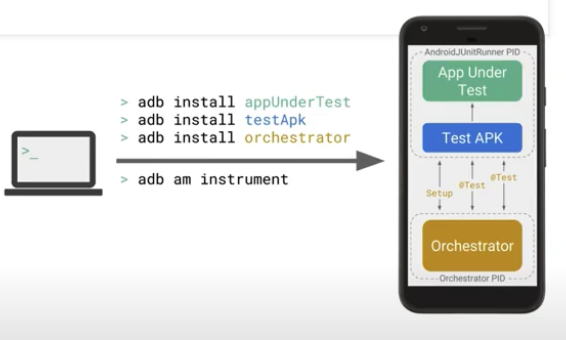 > adb install appUnderTest
> adb install testApk
> adb install orchestrator
> adb am instrument
>_
AndroidJUnitRunner PID
App Under
Test
Test APK
Setup
@Test
@Test
Orchestrator
Orchestrator PID